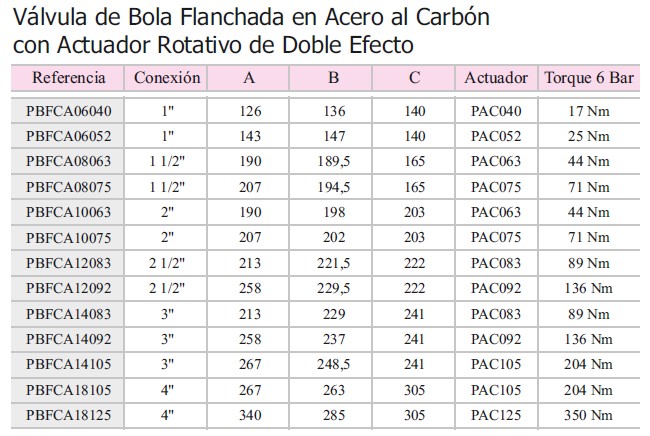 Válvula de Bola Flanchada en Acero al Carbón
con Actuador Rotativo de Doble Efecto
Referencia Conexión A B C Actuador Torque 6 Bar
PBFCA06040 1" 126 136 140 PAC040 17 Nm
PBFCA06052 1" 143 147 140 PAC052 25 Nm
PBFCA08063 1 1/2" 190 189,5 165 PAC063 44 Nm
PBFCA08075 1 1/2" 207 194,5 165 PAC075 71 Nm
PBFCA10063 2" 190 198 203 PAC063 44 Nm
PBFCA10075 2" 207 202 203 PAC075 71 Nm
PBFCA12083 2 1/2" 213 221,5 222 PAC083 89 Nm
PBFCA12092 2 1/2" 258 229,5 222 PAC092 136 Nm
PBFCA14083 3" 213 229 241 PAC083 89 Nm
PBFCA14092 3" 258 237 241 PAC092 136 Nm
PBFCA14105 3" 267 248,5 241 PAC105 204 Nm
PBFCA18105 4" 267 263 305 PAC105 204 Nm
PBFCA18125 4" 340 285 305 PAC125 350 Nm